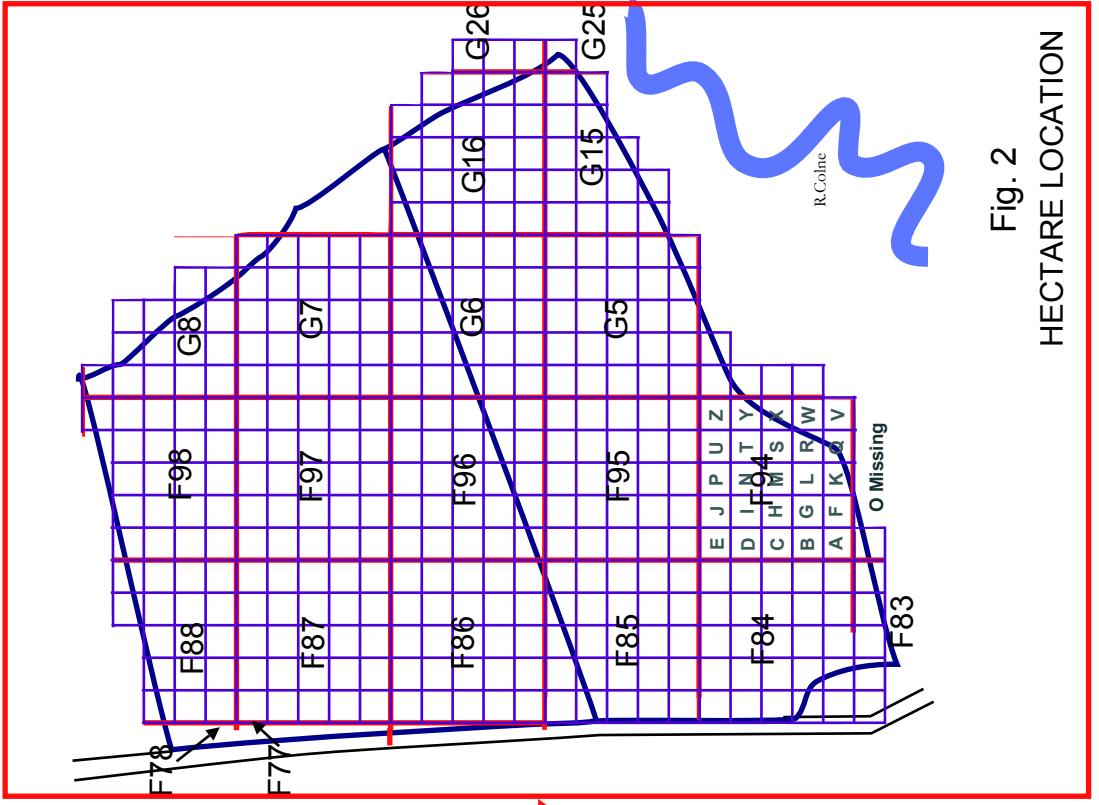 F78
F88
F98
G8
F77
F87
F97
G7
F86
F96
G6
G16
G26
F85
F95
G5
G15
G25
E J P U Z
D I N T Y
F84
F94
C H M S X
B G L R W
A F K Q V
O Missing
F83
R.Colne
Fig. 2
HECTARE LOCATION